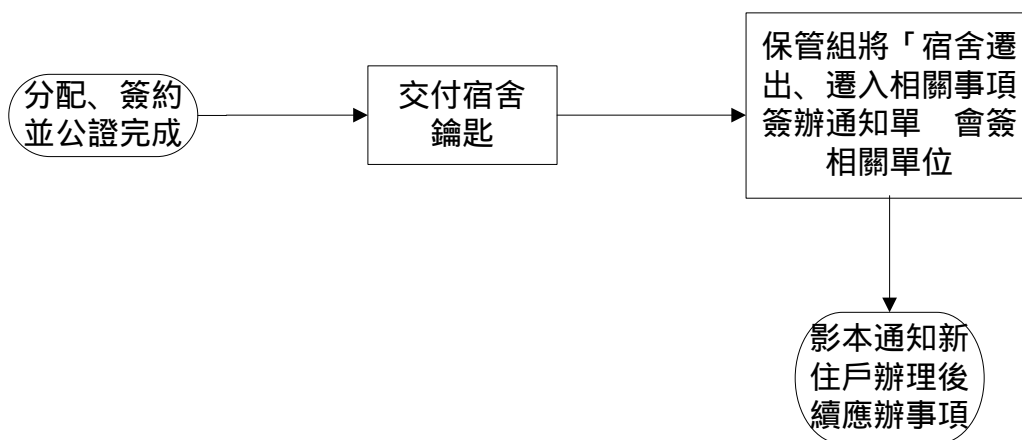 分配、簽約
並公證完成
交付宿舍
鑰匙
保管組將「宿舍遷
出、遷入相關事項
簽辦通知單　會簽
相關單位
影本通知新
住戶辦理後
續應辦事項